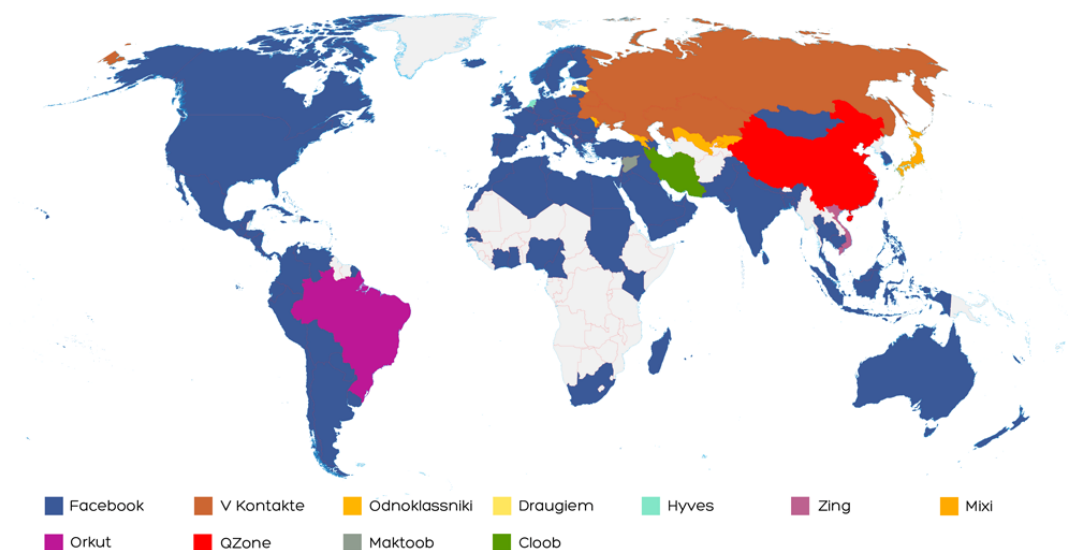 Facebook V Kontakte Odnoklassniki Draugiem Hyves Zing Mixi
Orkut QZone Maktoob Cloob